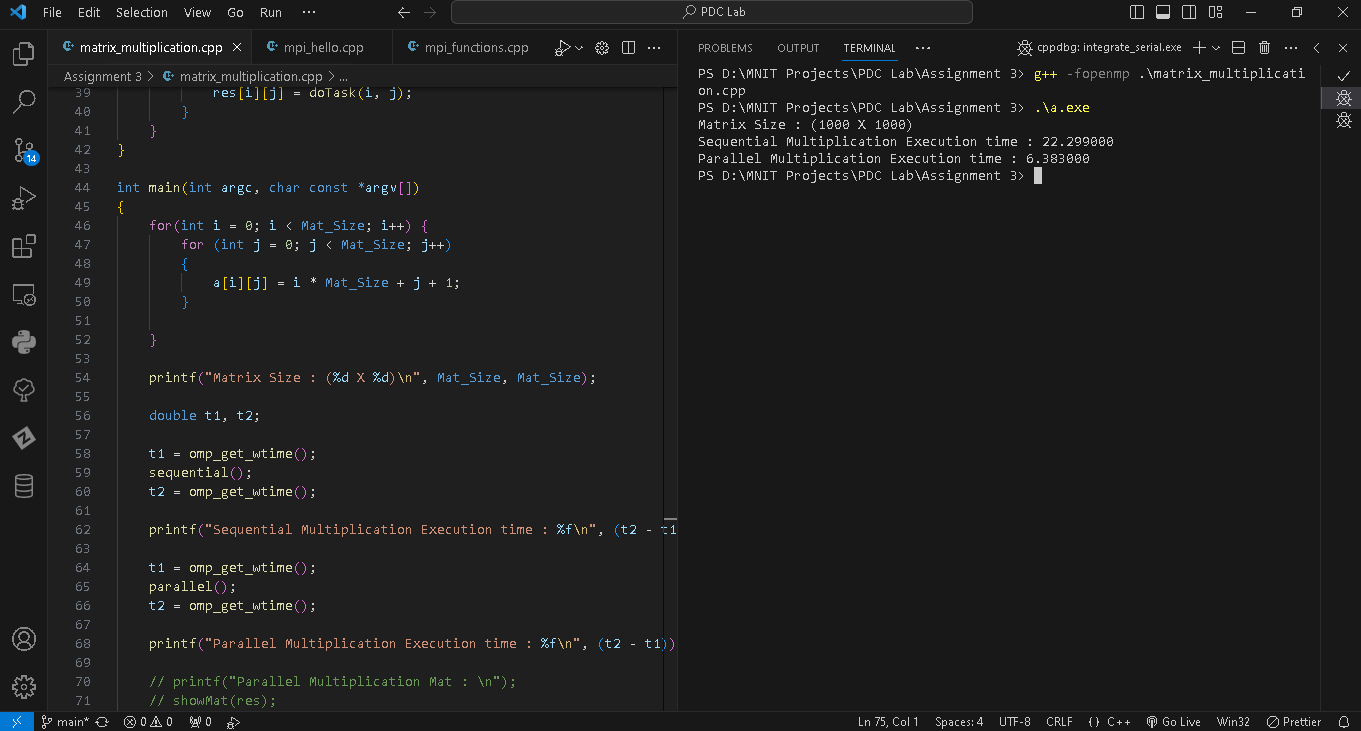 File Edit Selection View Go Run ··· PDC Lab
matrix_multiplication.cpp mpi_hello.cpp mpi_functions.cpp ···
Assignment 3 > matrix_multiplication.cpp > ...
39 res[i][j] = doTask(i, j);
40 }
41 }
42 }
43
44 int main(int argc, char const *argv[])
45 {
46 for(int i = 0; i < Mat_Size; i++) {
47 for (int j = 0; j < Mat_Size; j++)
48 {
49 a[i][j] = i * Mat_Size + j + 1;
50 }
51
52 }
53
54 printf("Matrix Size : (%d X %d)\n", Mat_Size, Mat_Size);
55
56 double t1, t2;
57
58 t1 = omp_get_wtime();
59 sequential();
60 t2 = omp_get_wtime();
61
62 printf("Sequential Multiplication Execution time : %f\n", (t2 - t1
63
64 t1 = omp_get_wtime();
65 parallel();
66 t2 = omp_get_wtime();
67
68 printf("Parallel Multiplication Execution time : %f\n", (t2 - t1))
69
70 // printf("Parallel Multiplication Mat : \n");
71 // showMat(res);
PROBLEMS OUTPUT TERMINAL ··· cppdbg: integrate_serial.exe ···
PS D:\MNIT Projects\PDC Lab\Assignment 3> g++ -fopenmp .\matrix_multiplicati
on.cpp
PS D:\MNIT Projects\PDC Lab\Assignment 3> .\a.exe
Matrix Size : (1000 X 1000)
Sequential Multiplication Execution time : 22.299000
Parallel Multiplication Execution time : 6.383000
PS D:\MNIT Projects\PDC Lab\Assignment 3>
14
main* 0 0 0 Ln 75, Col 1 Spaces: 4 UTF-8 CRLF {} C++ Go Live Win32 Prettier